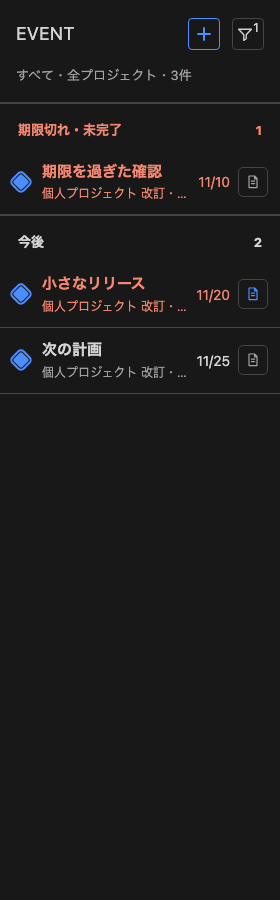 EVENT
1
すべて・全プロジェクト・3件
期限切れ・未完了 1
期限を過ぎた確認
個人プロジェクト 改訂・...
11/10
今後 2
小さなリリース
個人プロジェクト 改訂・...
11/20
次の計画
個人プロジェクト 改訂・...
11/25